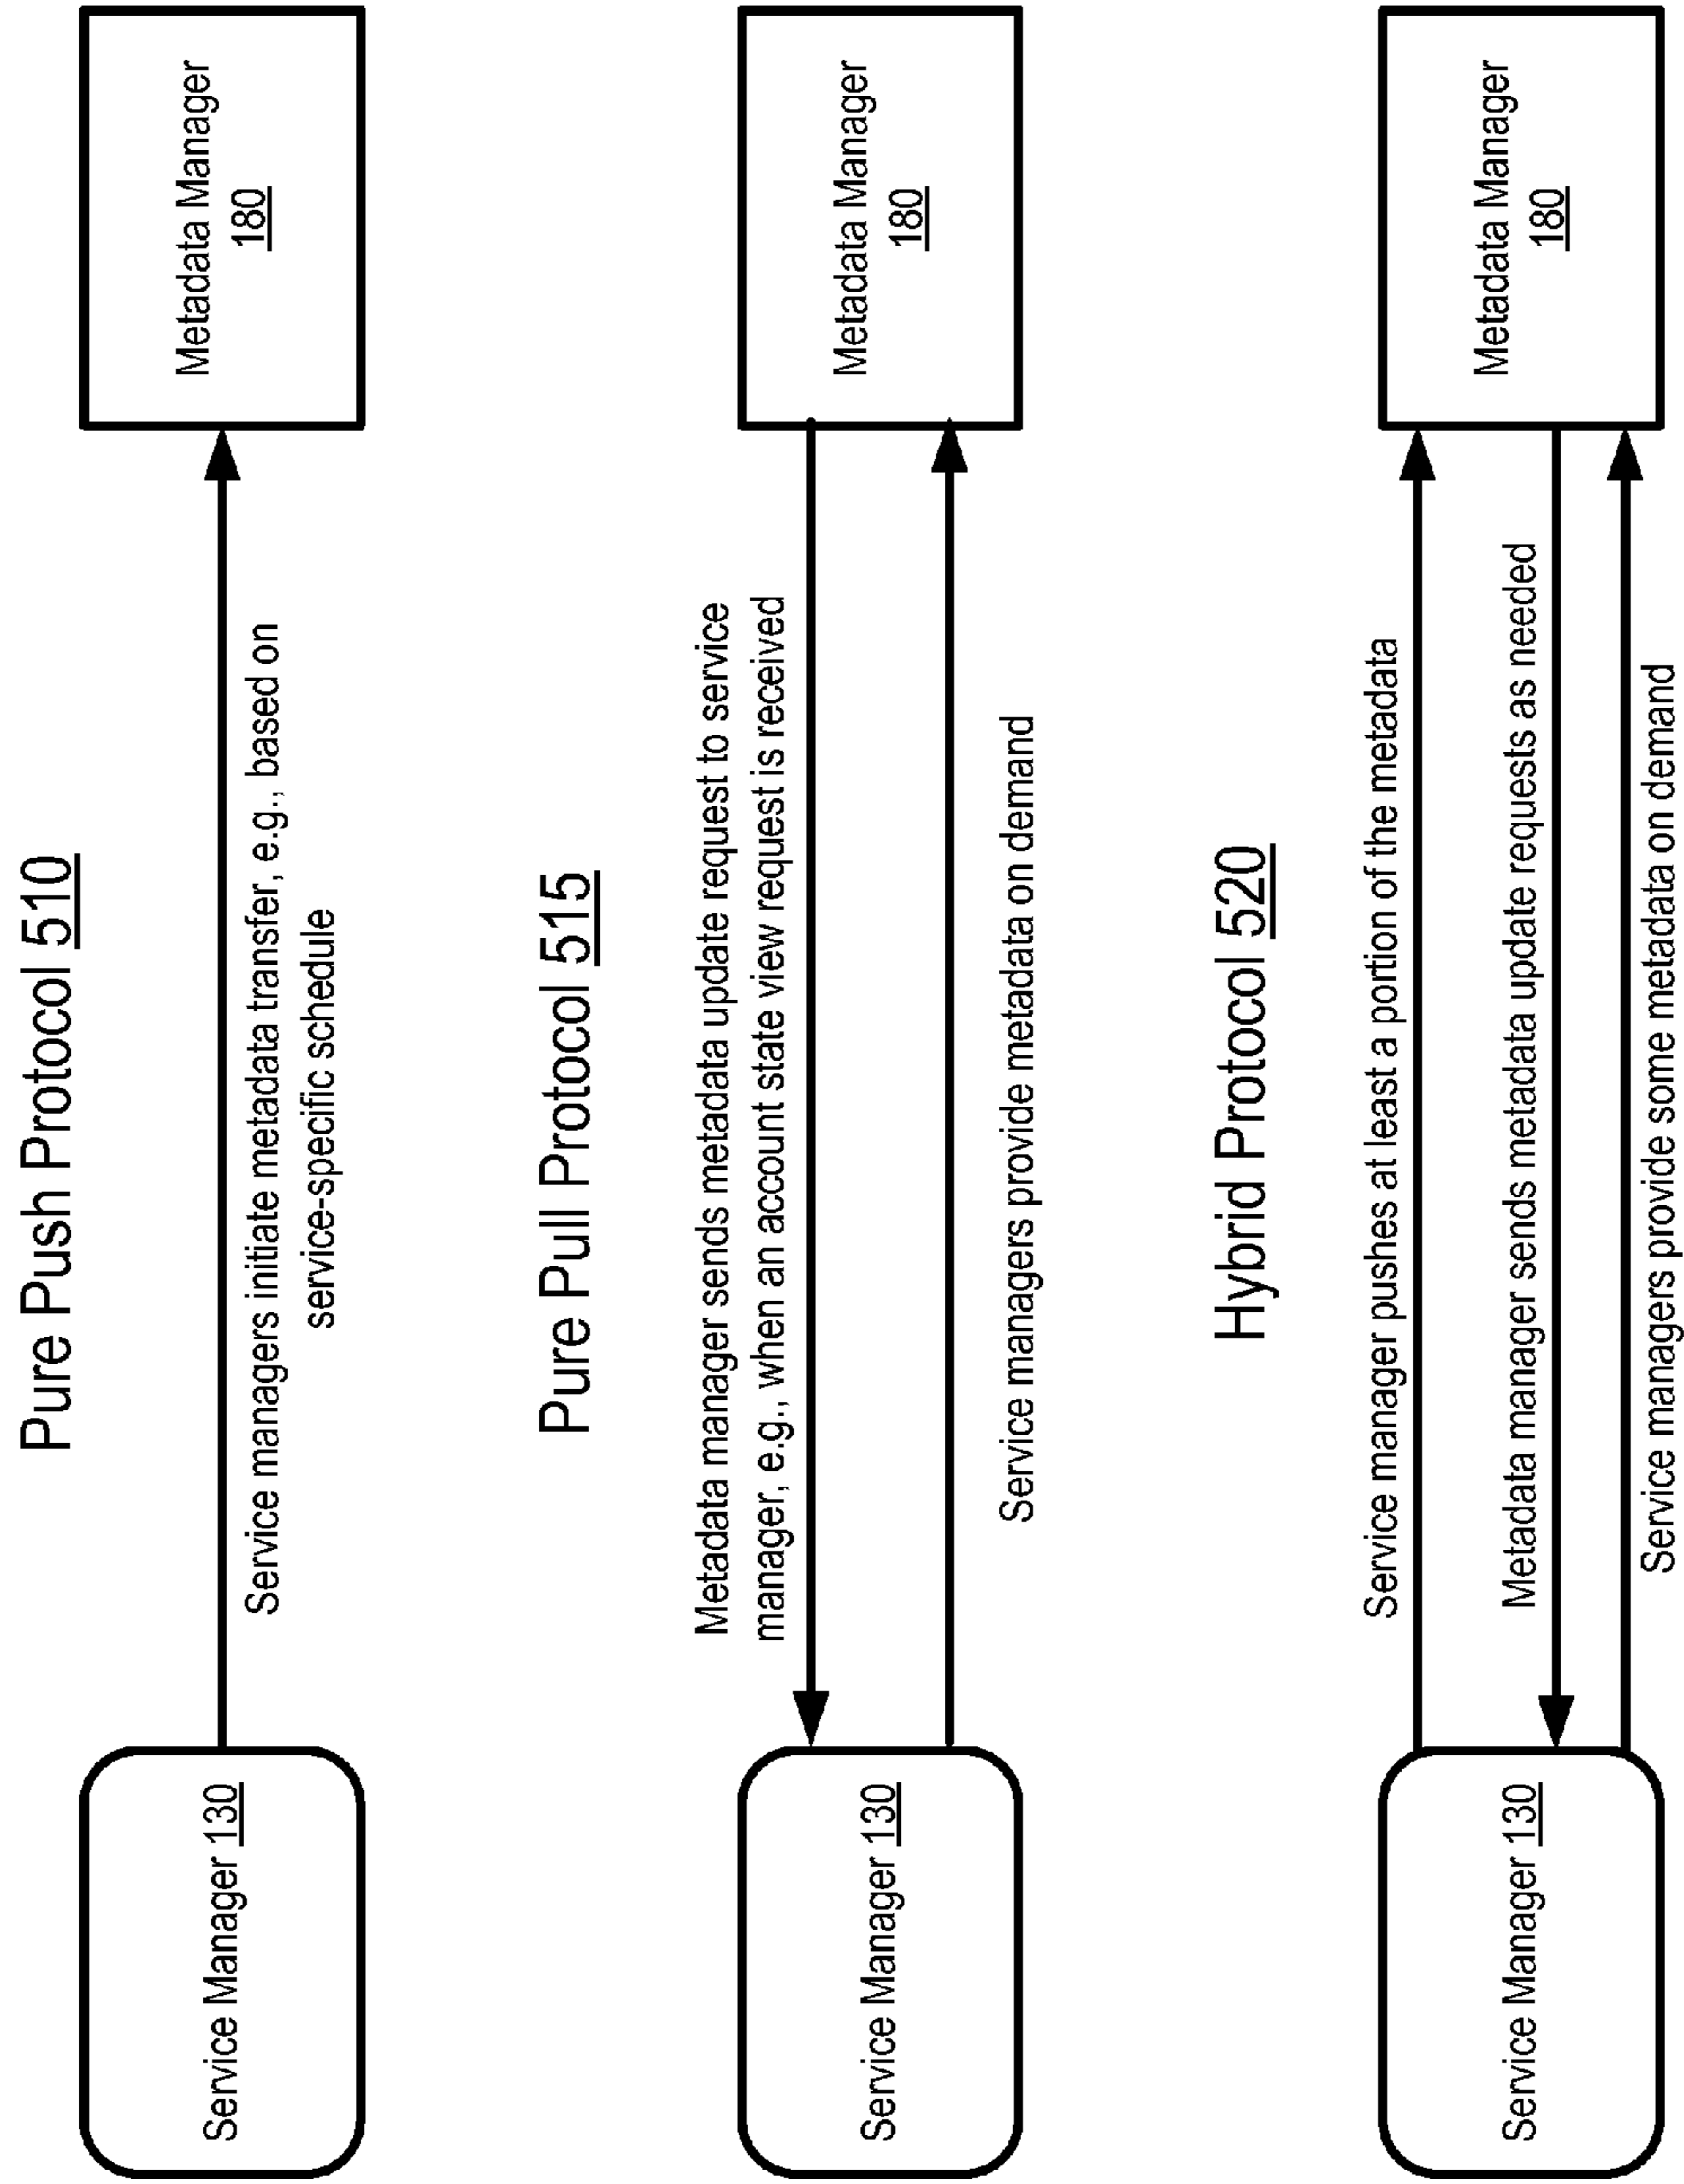 Pure Push Protocol 510
Service Manager 130
Service managers initiate metadata transfer, e.g., based on
service-specific schedule
Metadata Manager
180
Pure Pull Protocol 515
Metadata manager sends metadata update request to service
manager, e.g., when an account state view request is received
Service Manager 130
Metadata Manager
180
Service managers provide metadata on demand
Hybrid Protocol 520
Service manager pushes at least a portion of the metadata
Service Manager 130
Metadata manager sends metadata update requests as needed
Metadata Manager
180
Service managers provide some metadata on demand